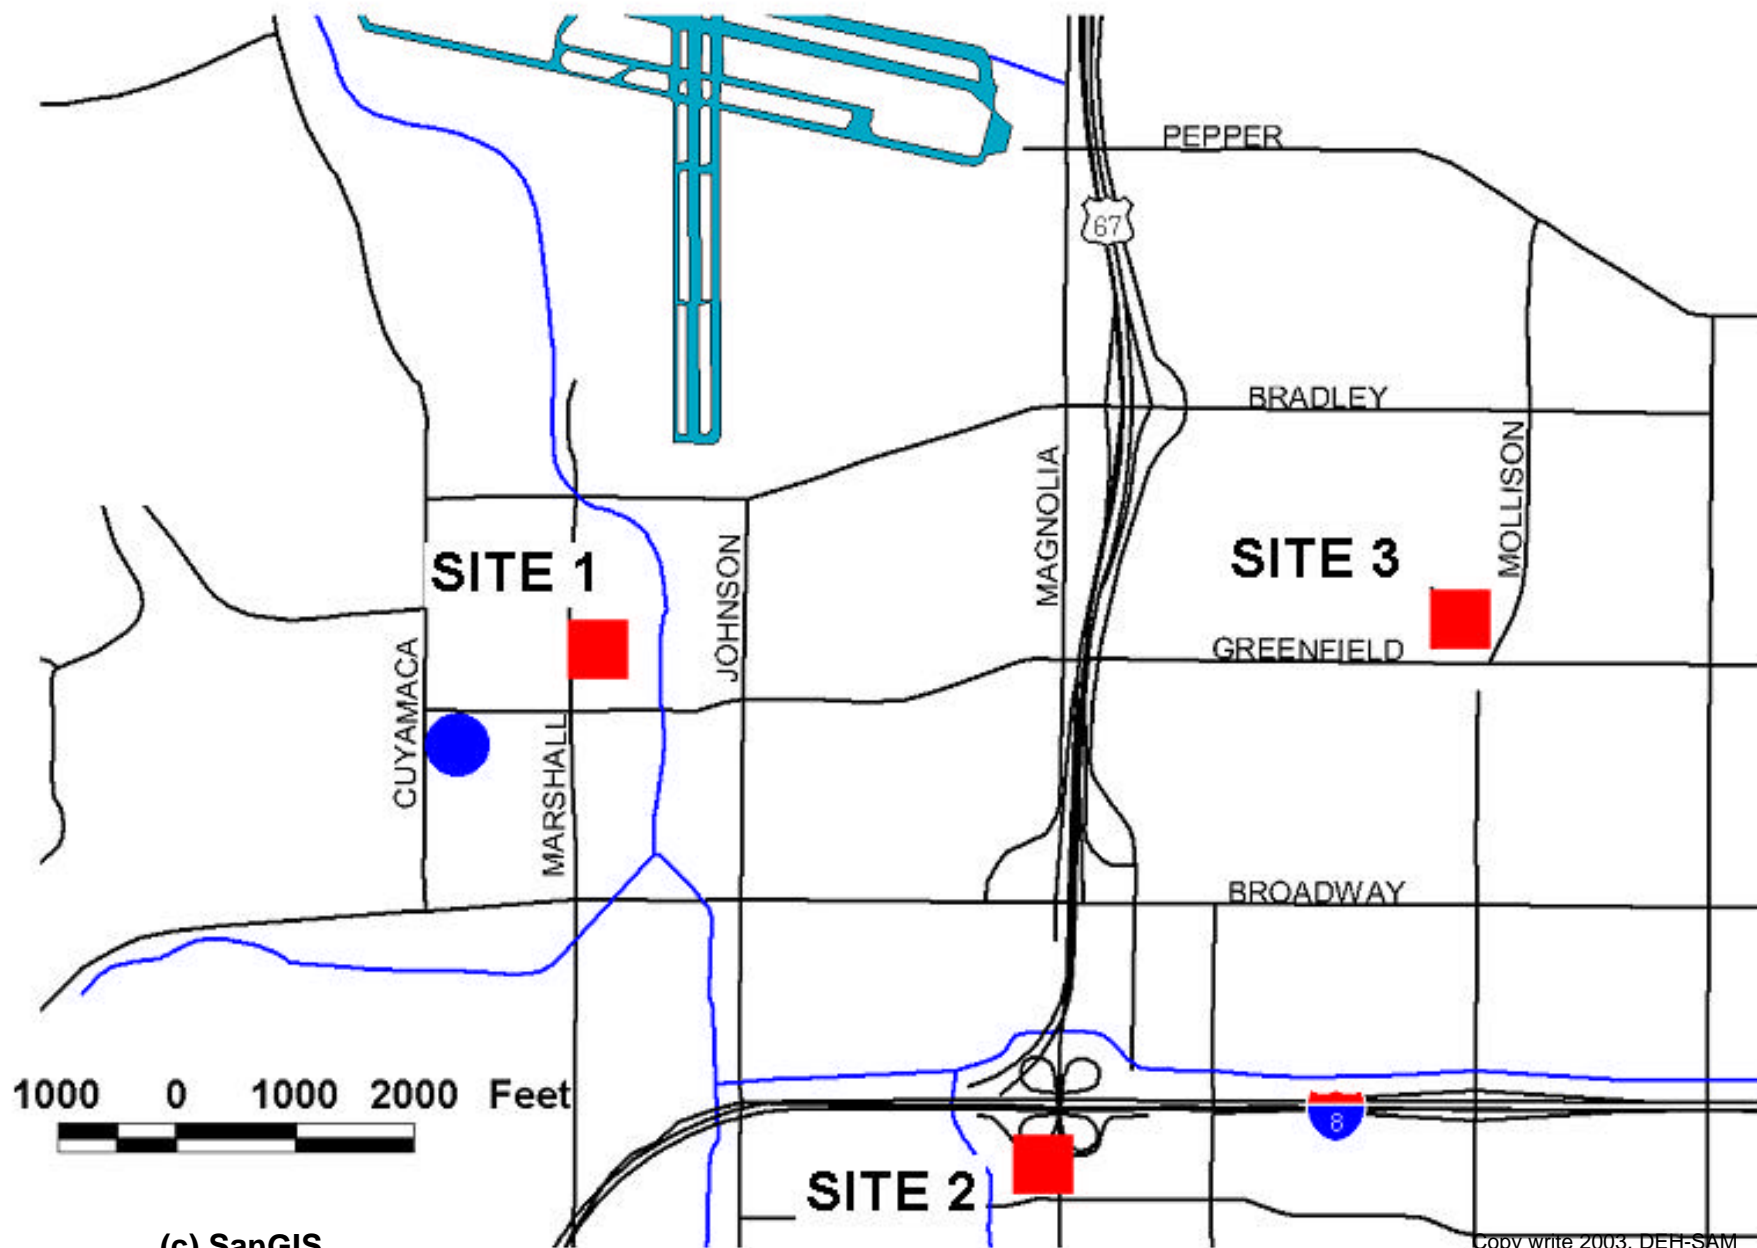 PEPPER
67
BRADLEY
MAGNOLIA
MOLLISON
SITE 1
JOHNSON
SITE 3
GREENFIELD
CUYAMACA
MARSHALL
BROADWAY
1000 0 1000 2000 Feet
8
SITE 2
(c) SanGIS
Copy write 2003, DEH-SAM